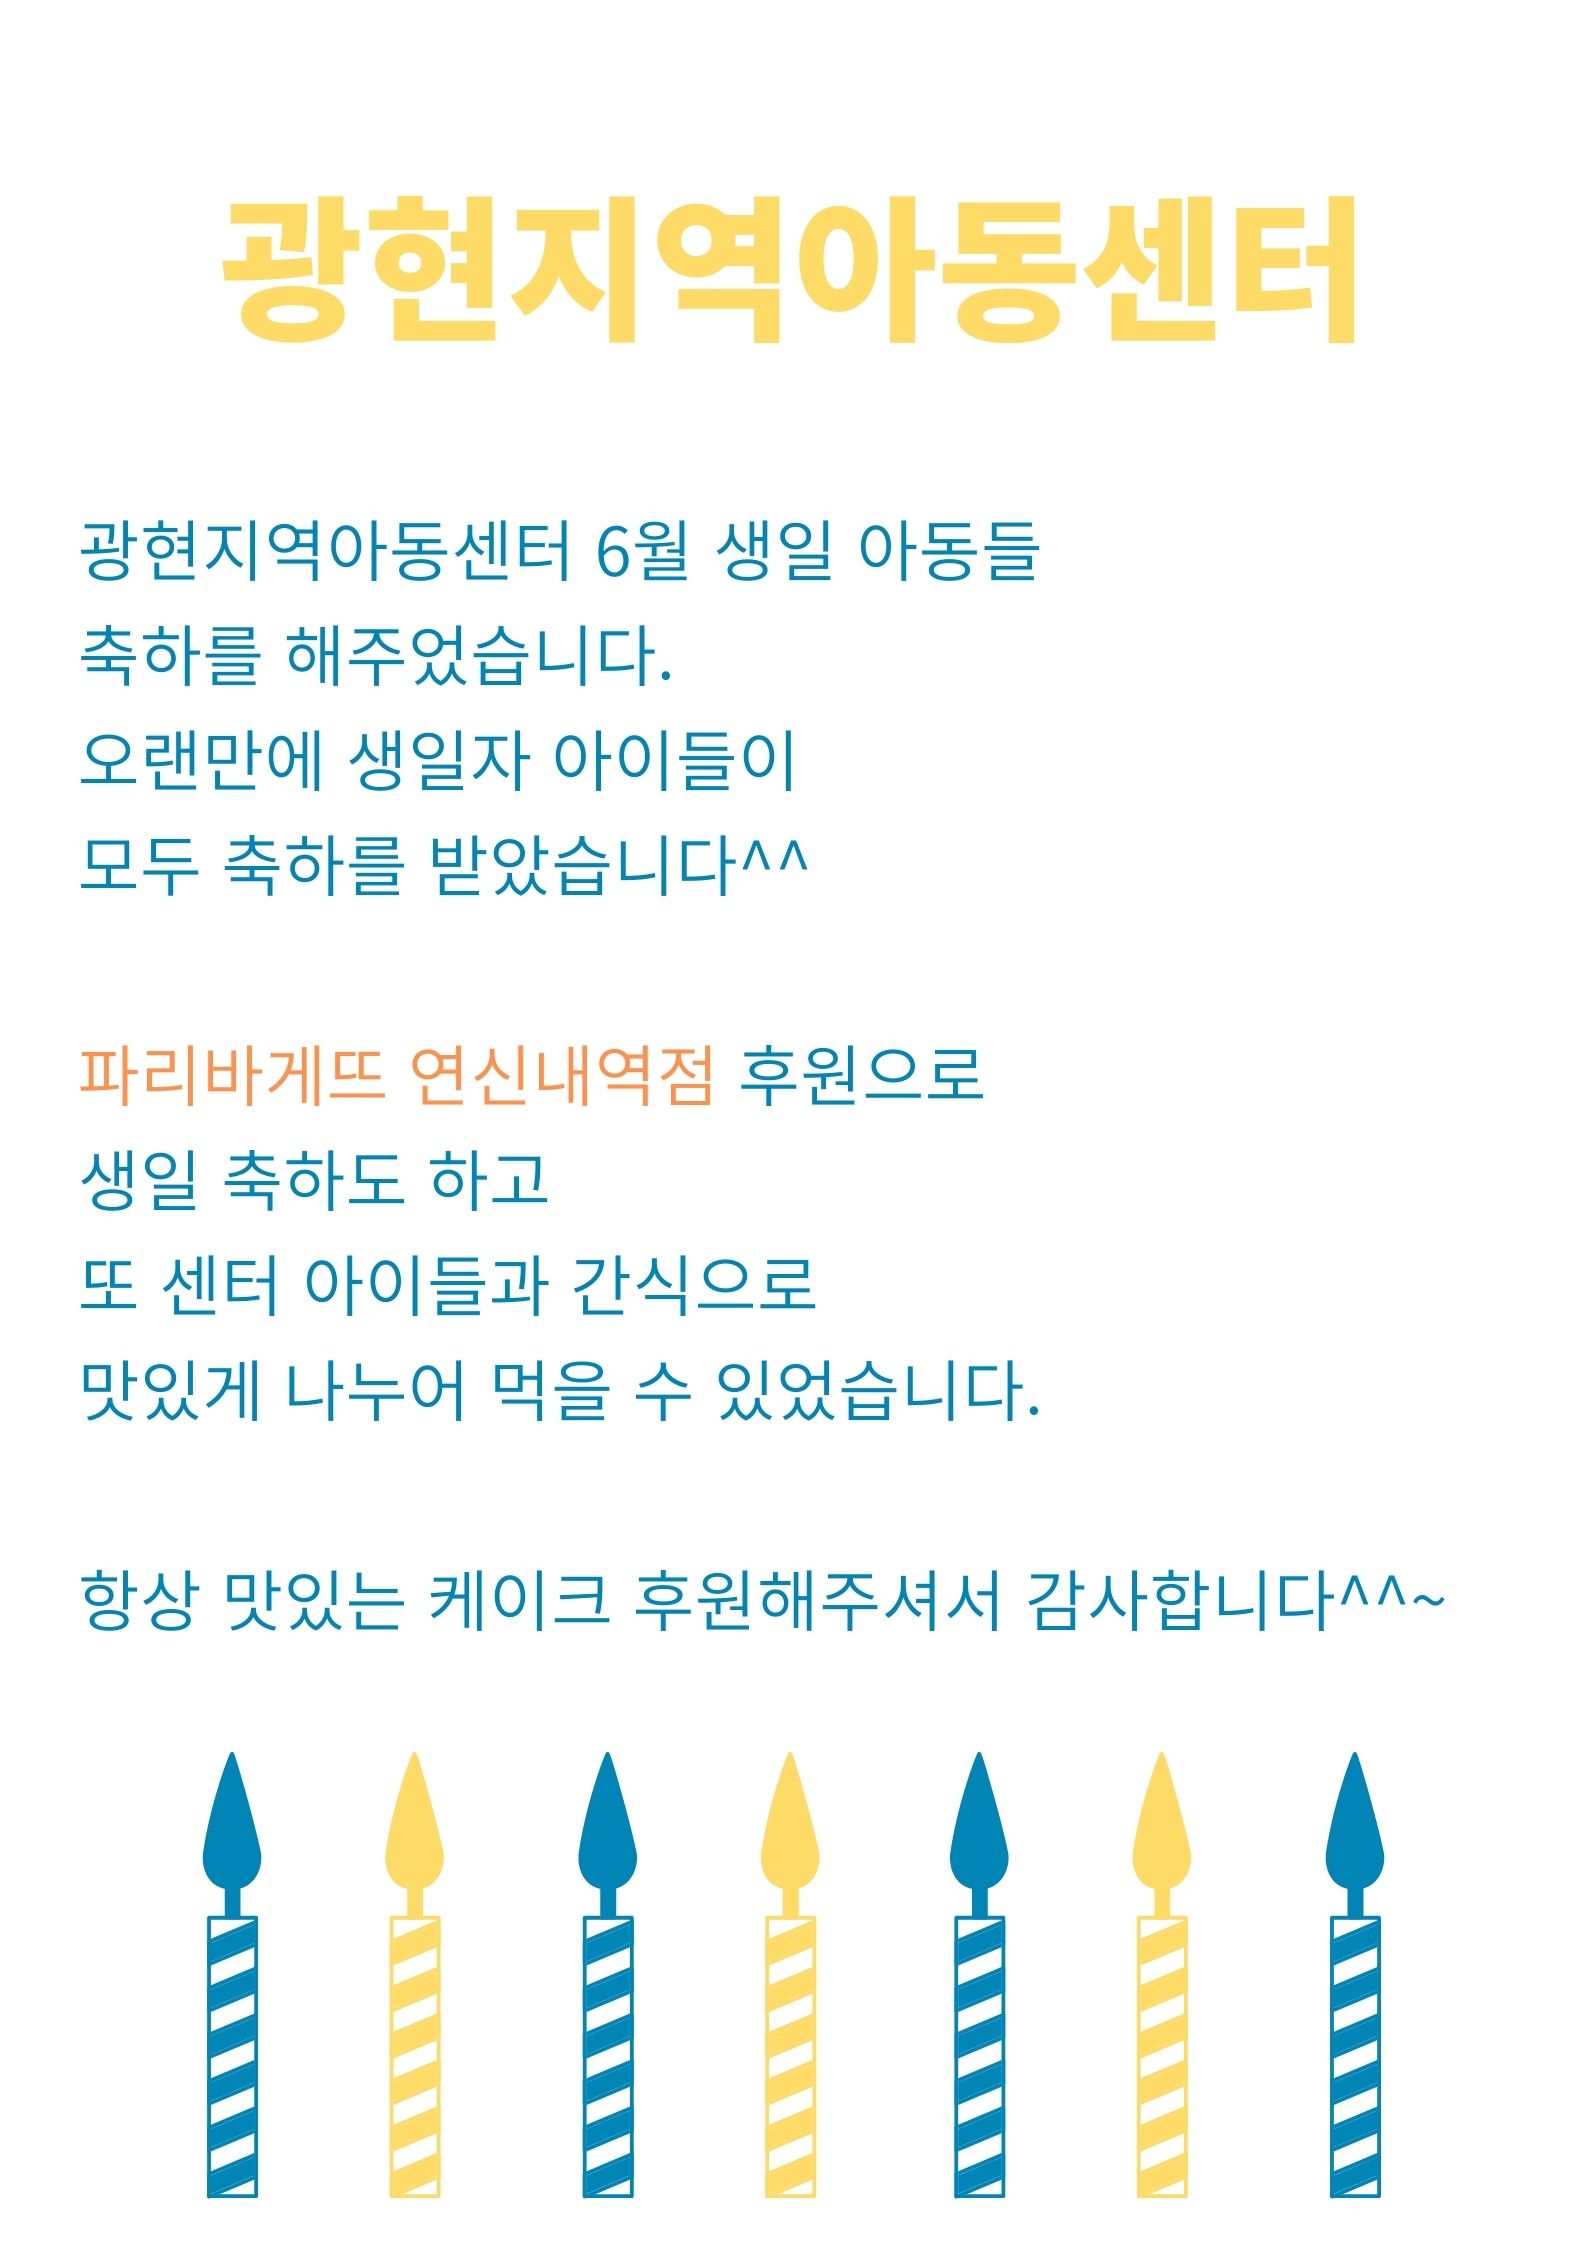 광현지역아동센터
광현지역아동센터 6월 생일 아동들
축하를 해주었습니다.
오랜만에 생일자 아이들이
모두 축하를 받았습니다^^
파리바게뜨 연신내역점 후원으로
생일 축하도 하고
또 센터 아이들과 간식으로
맛있게 나누어 먹을 수 있었습니다.
항상 맛있는 케이크 후원해주셔서 감사합니다^^~